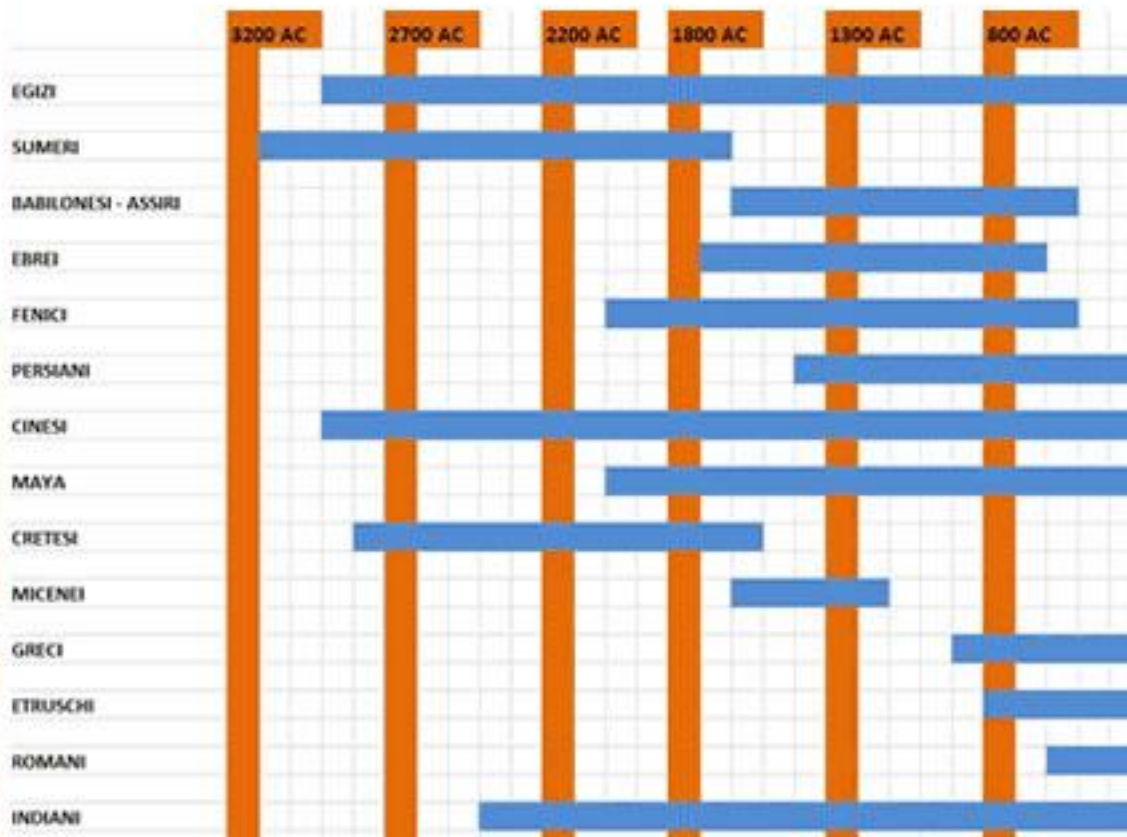 3200 AC 2700 AC 2200 AC 1800 AC 1300 AC 800 AC
EGIZI
SUMERI
BABILONESI - ASSIRI
EBREI
FENICI
PERSIANI
CINESI
MAYA
CRETESI
MICENEI
GRECI
ETRUSCHI
ROMANI
INDIANI